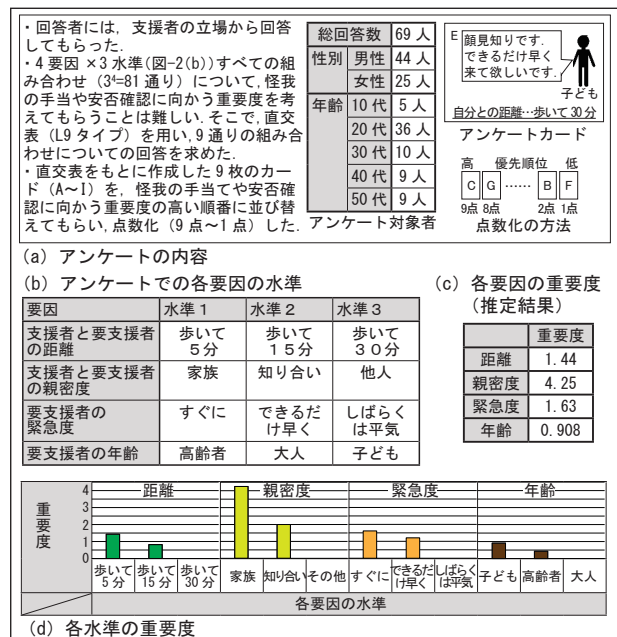 ・回答者には,支援者の立場から回答
してもらった.
・4要因×3水準(図-2(b))すべての組
み合わせ(3⁴=81通り)について,怪我
の手当や安否確認に向かう重要度を考
えてもらうことは難しい.そこで,直交
表(L9タイプ)を用い,9通りの組み合
わせについての回答を求めた.
・直交表をもとに作成した9枚のカー
ド(A~I)を,怪我の手当てや安否確
認に向かう重要度の高い順番に並び替
えてもらい,点数化(9点~1点)した.
総回答数 69人
性別 男性 44人
女性 25人
年齢 10代 5人
20代 36人
30代 10人
40代 9人
50代 9人
アンケート対象者
E
顔見知りです.
できるだけ早く
来て欲しいです.
子ども
自分との距離…歩いて30分
アンケートカード
高 優先順位 低
C G …… B F
9点 8点 2点 1点
点数化の方法
(a) アンケートの内容
(b) アンケートでの各要因の水準
要因 水準1 水準2 水準3
支援者と要支援者
の距離
歩いて
5分
歩いて
15分
歩いて
30分
支援者と要支援者
の親密度
家族 知り合い 他人
要支援者の
緊急度
すぐに
できるだ
け早く
しばらく
は平気
要支援者の年齢 高齢者 大人 子ども
(c) 各要因の重要度
(推定結果)
重要度
距離 1.44
親密度 4.25
緊急度 1.63
年齢 0.908
重要度
4
3
2
1
0
距離 親密度 緊急度 年齢
歩いて
5分
歩いて
15分
歩いて
30分
家族 知り合い その他 すぐに
できるだ
け早く
しばらく
は平気
子ども 高齢者 大人
各要因の水準
(d) 各水準の重要度